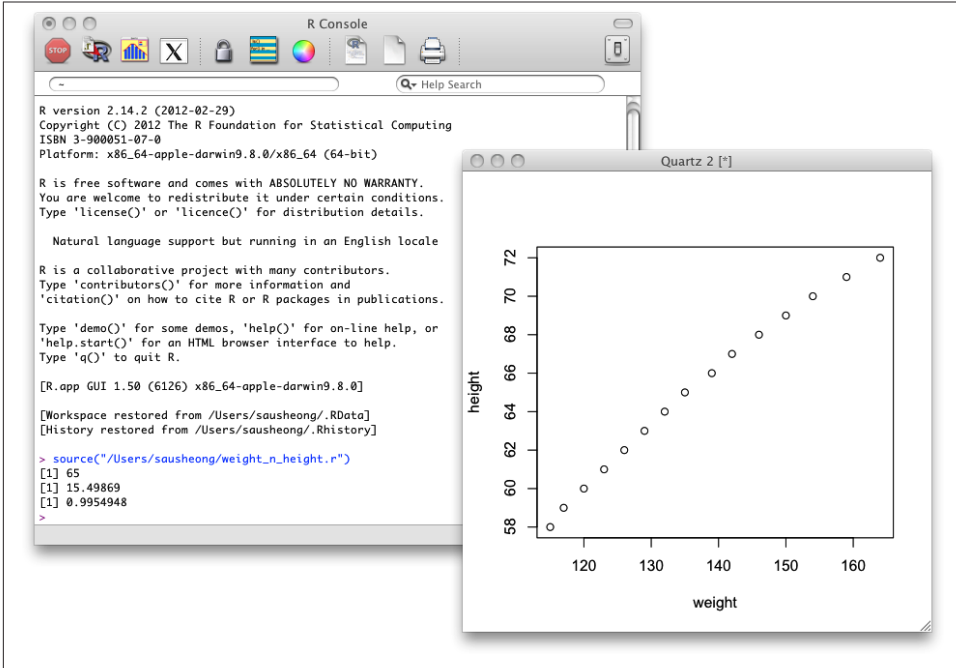 R Console
STOP
R
X
~
Help Search
R version 2.14.2 (2012-02-29)
Copyright (C) 2012 The R Foundation for Statistical Computing
ISBN 3-900051-07-0
Platform: x86_64-apple-darwin9.8.0/x86_64 (64-bit)
R is free software and comes with ABSOLUTELY NO WARRANTY.
You are welcome to redistribute it under certain conditions.
Type 'license()' or 'licence()' for distribution details.
Natural language support but running in an English locale
R is a collaborative project with many contributors.
Type 'contributors()' for more information and
'citation()' on how to cite R or R packages in publications.
Type 'demo()' for some demos, 'help()' for on-line help, or
'help.start()' for an HTML browser interface to help.
Type 'q()' to quit R.
[R.app GUI 1.50 (6126) x86_64-apple-darwin9.8.0]
[Workspace restored from /Users/sausheong/.RData]
[History restored from /Users/sausheong/.Rhistory]
> source("/Users/sausheong/weight_n_height.r")
[1] 65
[1] 15.49869
[1] 0.9954948
>
Quartz 2 [*]
height
72
70
68
66
64
62
60
58
120 130 140 150 160
weight